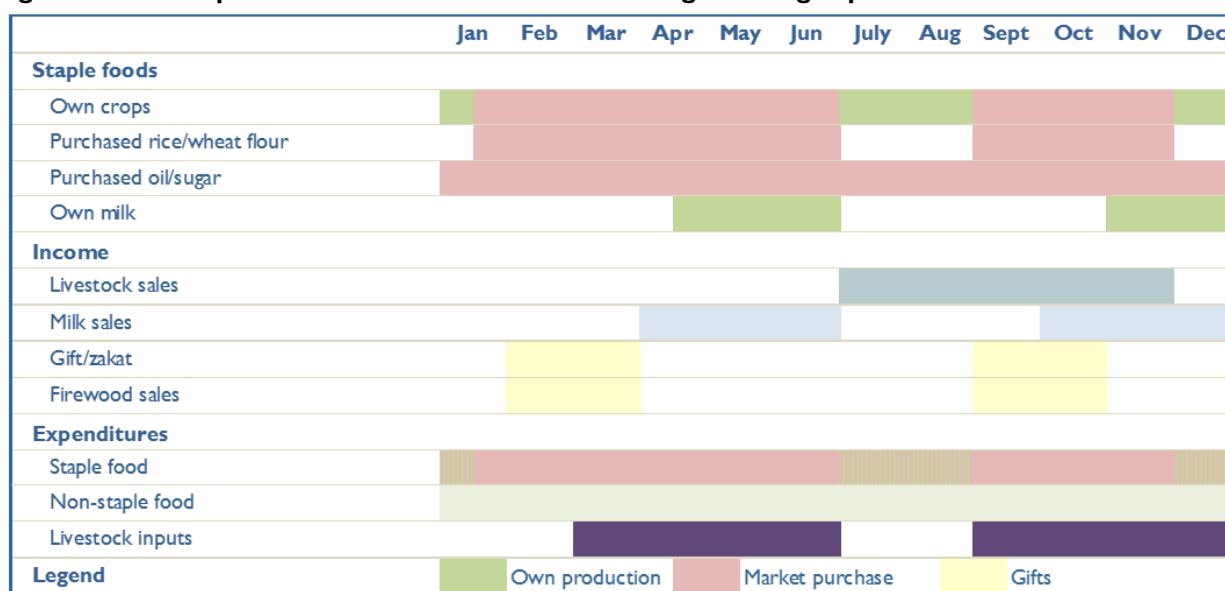 Jan Feb Mar Apr May Jun July Aug Sept Oct Nov Dec
Staple foods
Own crops
Purchased rice/wheat flour
Purchased oil/sugar
Own milk
Income
Livestock sales
Milk sales
Gift/zakat
Firewood sales
Expenditures
Staple food
Non-staple food
Livestock inputs
Legend Own production Market purchase Gifts